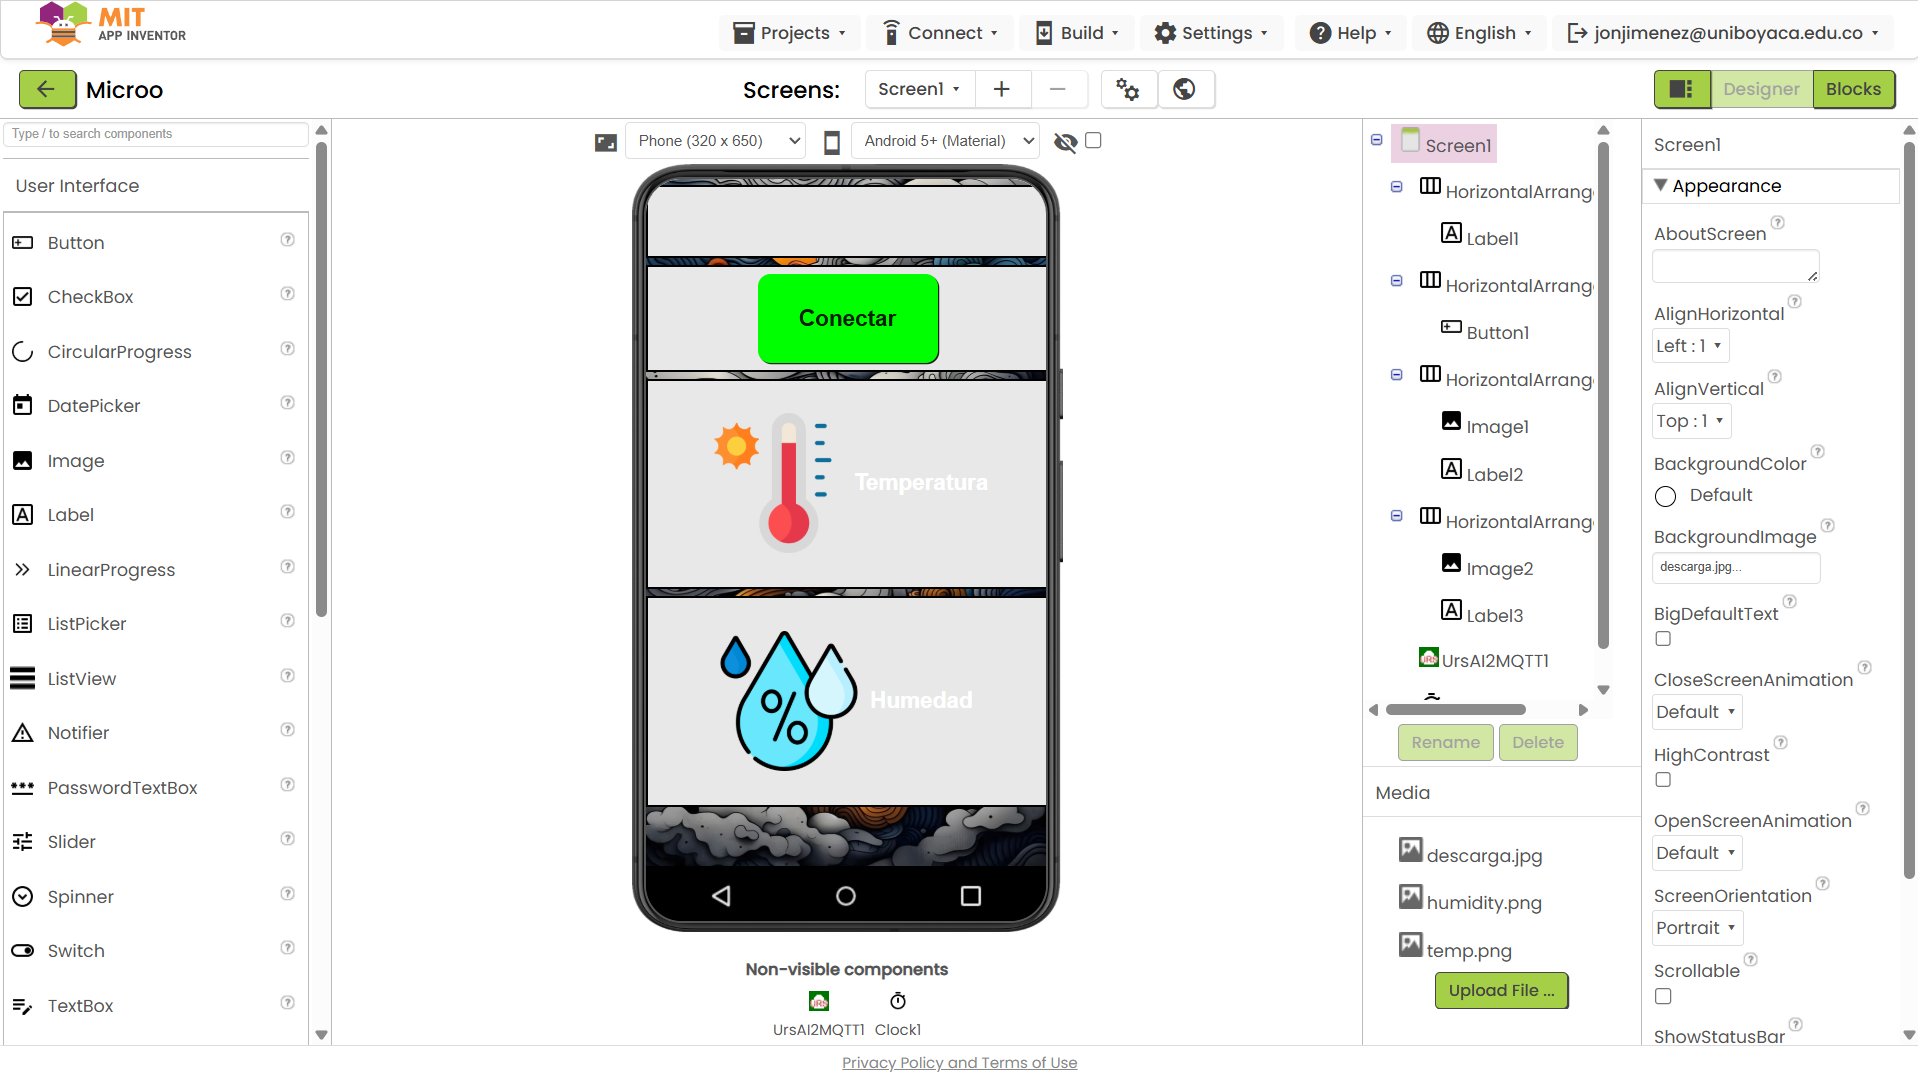 MIT
APP INVENTOR
Projects
Connect
Build
Settings
Help
English
jonjimenez@uniboyaca.edu.co
Microo
Screens:
Screen1
Designer
Blocks
Type / to search components
User Interface
Button
CheckBox
CircularProgress
DatePicker
Image
Label
LinearProgress
ListPicker
ListView
Notifier
PasswordTextBox
Slider
Spinner
Switch
TextBox
Phone (320 x 650)
Android 5+ (Material)
Conectar
Temperatura
%
Humedad
Non-visible components
UrsAI2MQTT1
Clock1
Screen1
HorizontalArrang
Label1
HorizontalArrang
Button1
HorizontalArrang
Image1
Label2
HorizontalArrang
Image2
Label3
UrsAI2MQTT1
Rename
Delete
Media
descarga.jpg
humidity.png
temp.png
Upload File ...
Screen1
Appearance
AboutScreen
AlignHorizontal
Left : 1
AlignVertical
Top : 1
BackgroundColor
Default
BackgroundImage
descarga.jpg...
BigDefaultText
CloseScreenAnimation
Default
HighContrast
OpenScreenAnimation
Default
ScreenOrientation
Portrait
Scrollable
ShowStatusBar
Privacy Policy and Terms of Use